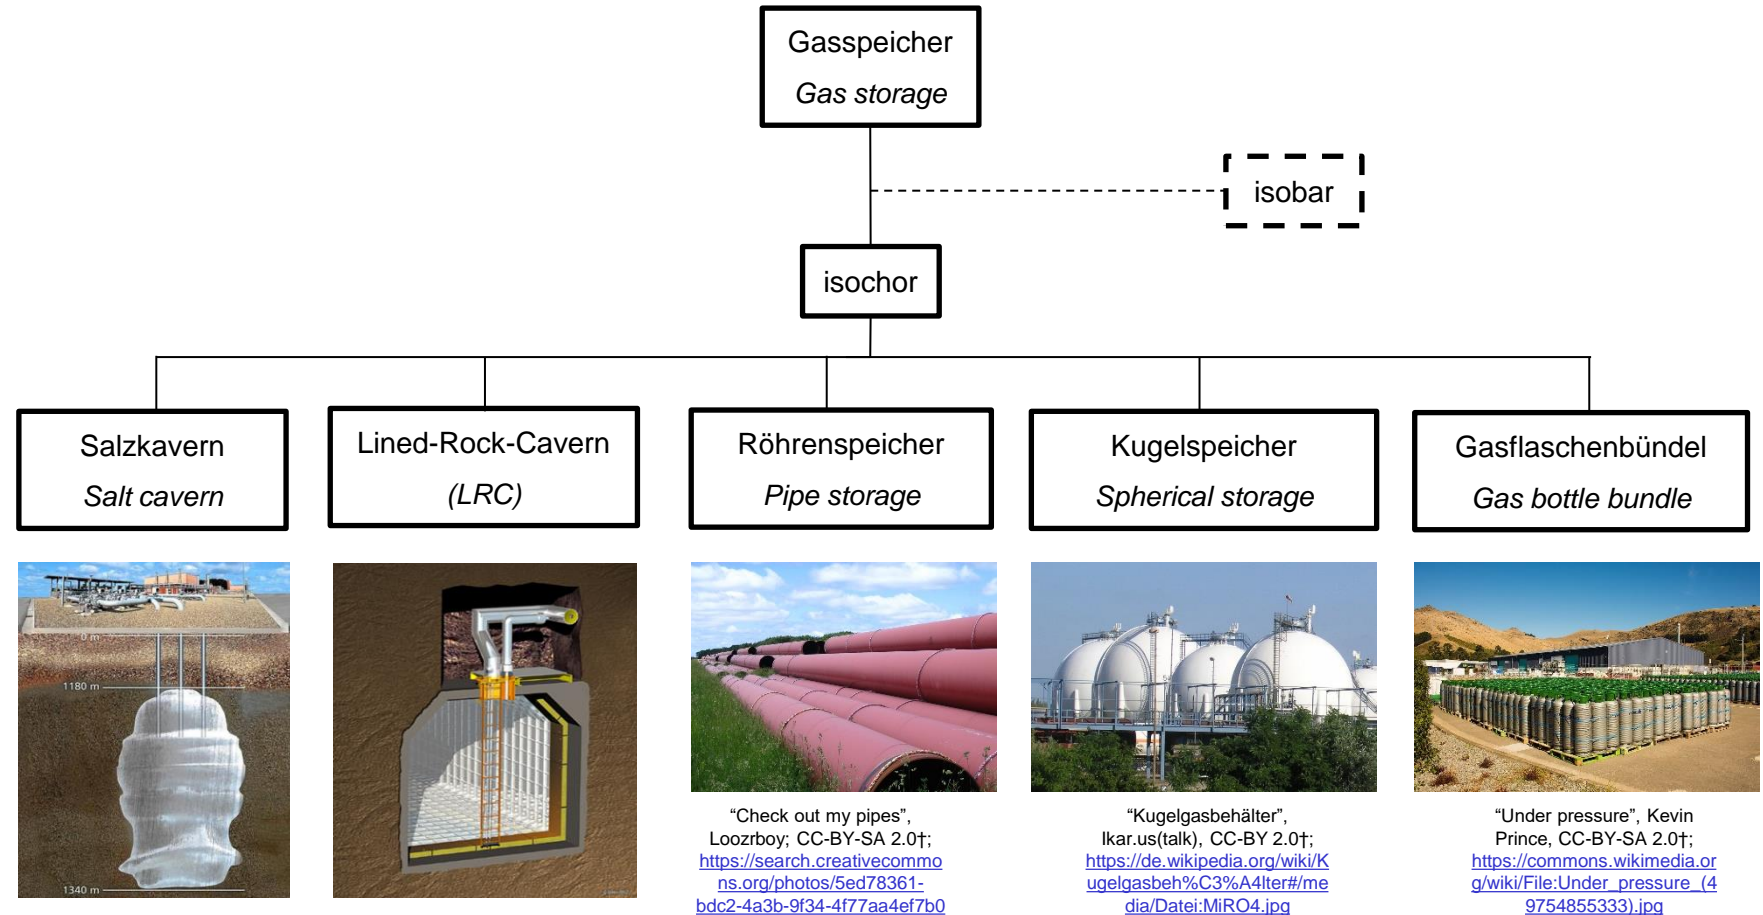 Gasspeicher
Gas storage
isobar
isochor
Salzkavern
Salt cavern
Lined-Rock-Cavern
(LRC)
Röhrenspeicher
Pipe storage
Kugelspeicher
Spherical storage
Gasflaschenbündel
Gas bottle bundle
0 m
1180 m
1340 m
“Check out my pipes”,
Loozrboy; CC-BY-SA 2.0†;
https://search.creativecommo
ns.org/photos/5ed78361-
bdc2-4a3b-9f34-4f77aa4ef7b0
“Kugelgasbehälter”,
Ikar.us(talk), CC-BY 2.0†;
https://de.wikipedia.org/wiki/K
ugelgasbeh%C3%A4lter#/me
dia/Datei:MiRO4.jpg
“Under pressure”, Kevin
Prince, CC-BY-SA 2.0†;
https://commons.wikimedia.or
g/wiki/File:Under_pressure_(4
9754855333).jpg